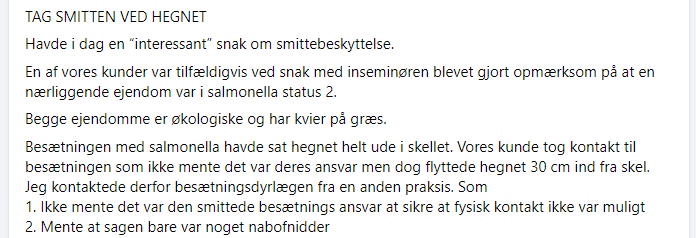 TAG SMITTEN VED HEGNET
Havde i dag en “interessant” snak om smittebeskyttelse.
En af vores kunder var tilfældigvis ved snak med inseminøren blevet gjort opmærksom på at en
nærliggende ejendom var i salmonella status 2.
Begge ejendomme er økologiske og har kvier på græs.
Besætningen med salmonella havde sat hegnet helt ude i skellet. Vores kunde tog kontakt til
besætningen som ikke mente det var deres ansvar men dog flyttede hegnet 30 cm ind fra skel.
Jeg kontaktede derfor besætningsdyrlægen fra en anden praksis. Som
1. Ikke mente det var den smittede besætnings ansvar at sikre at fysisk kontakt ikke var muligt
2. Mente at sagen bare var noget nabofnidder